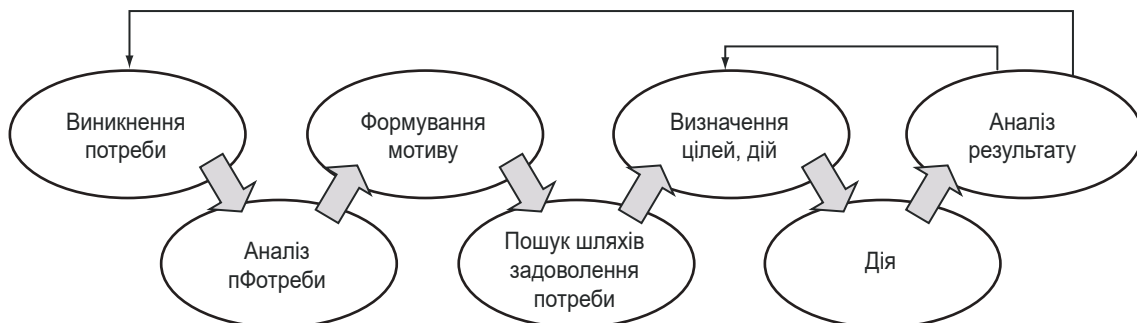 Виникнення
потреби
Аналіз
пФотреби
Формування
мотиву
Пошук шляхів
задоволення
потреби
Визначення
цілей, дій
Дія
Аналіз
результату